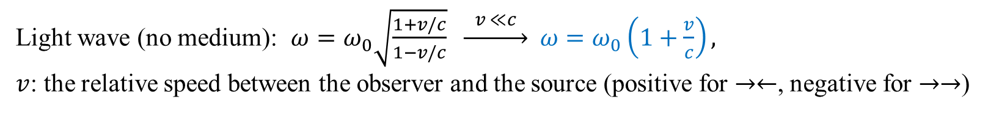 Light wave (no medium): ω = ω₀ √((1+v/c)/(1−v/c)) →(v≪c) ω = ω₀ (1 + v/c),
v: the relative speed between the observer and the source (positive for →←, negative for →→)